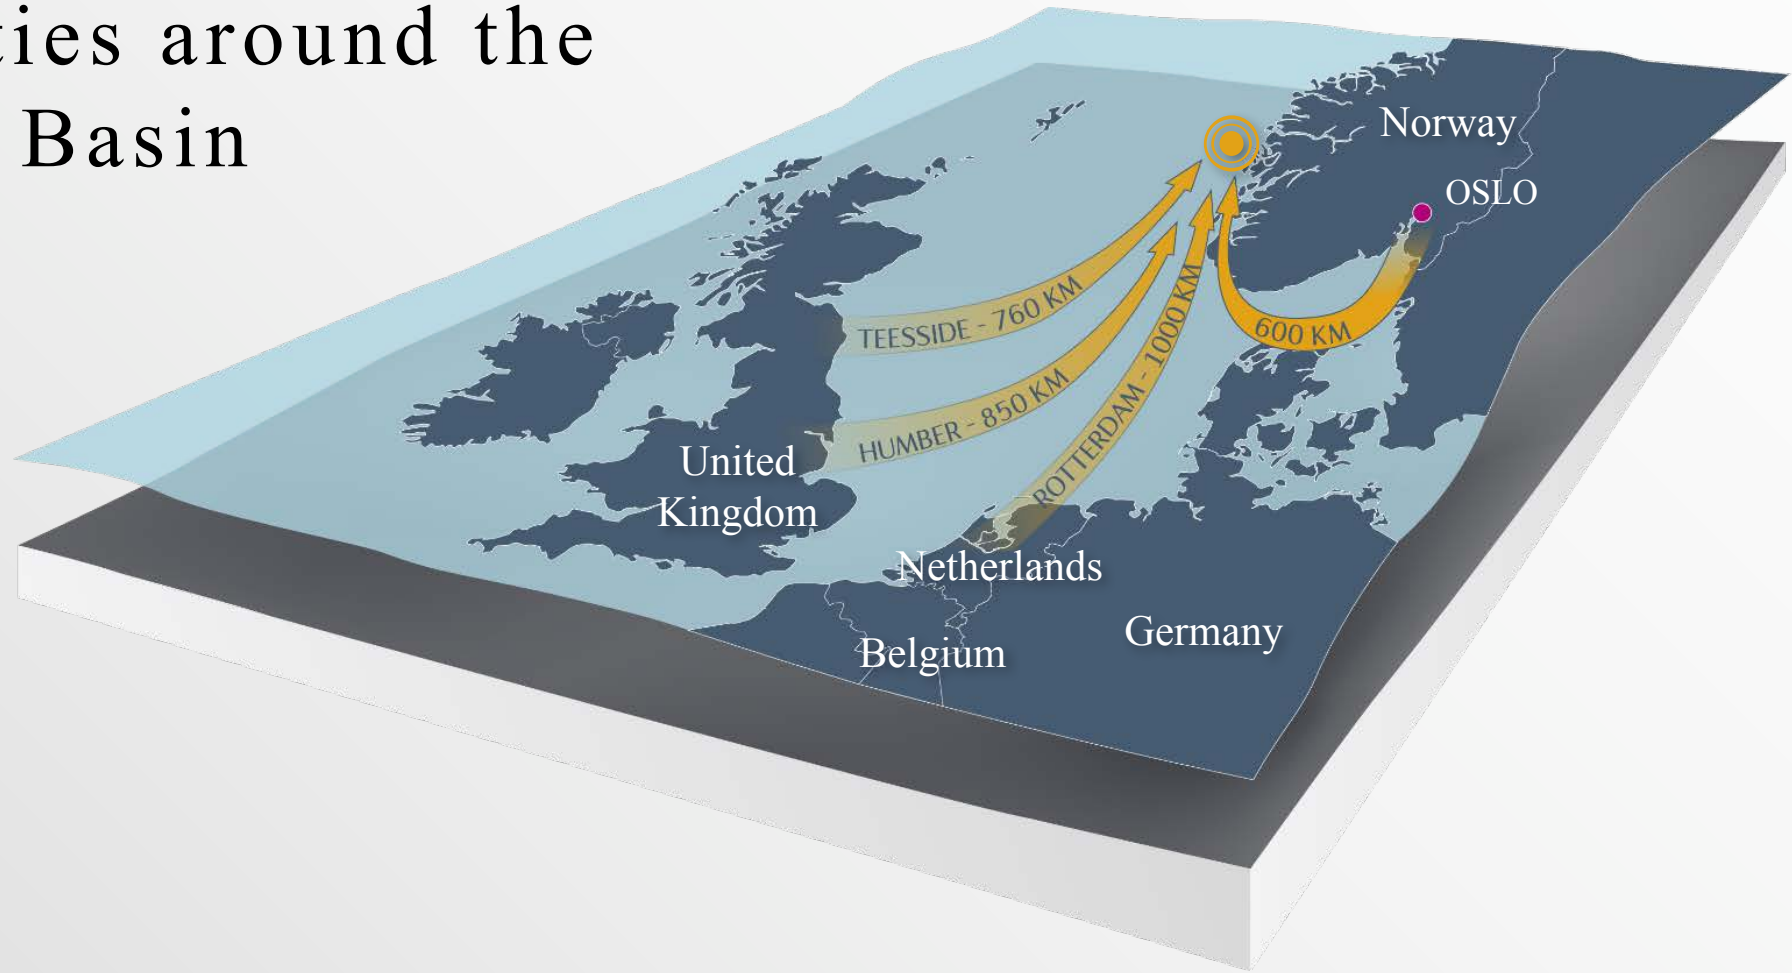 around the
Basin
Norway
OSLO
TEESSIDE - 760 KM
600 KM
HUMBER - 850 KM
ROTTERDAM - 1000 KM
United
Kingdom
Netherlands
Germany
Belgium